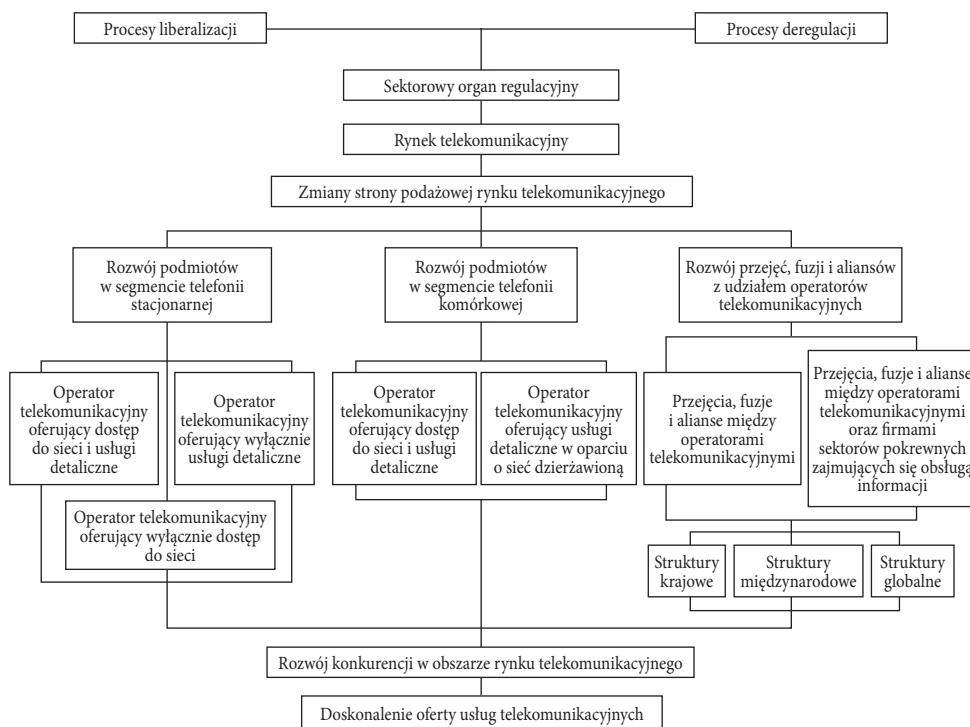 Procesy liberalizacji
Procesy deregulacji
Sektorowy organ regulacyjny
Rynek telekomunikacyjny
Zmiany strony podażowej rynku telekomunikacyjnego
Rozwój podmiotów
w segmencie telefonii
stacjonarnej
Rozwój podmiotów
w segmencie telefonii
komórkowej
Rozwój przejęć, fuzji i aliansów
z udziałem operatorów
telekomunikacyjnych
Operator
telekomunikacyjny
oferujący dostęp
do sieci i usługi
detaliczne
Operator
telekomunikacyjny
oferujący wyłącznie
usługi detaliczne
Operator
telekomunikacyjny
oferujący dostęp
do sieci i usługi
detaliczne
Operator
telekomunikacyjny
oferujący usługi
detaliczne w oparciu
o sieć dzierżawioną
Przejęcia, fuzje
i alianse między
operatorami
telekomunikacyjnymi
Przejęcia, fuzje i alianse
między operatorami
telekomunikacyjnymi
oraz firmami
sektorów pokrewnych
zajmujących się obsługą
informacji
Operator telekomunikacyjny
oferujący wyłącznie dostęp
do sieci
Struktury
krajowe
Struktury
międzynarodowe
Struktury
globalne
Rozwój konkurencji w obszarze rynku telekomunikacyjnego
Doskonalenie oferty usług telekomunikacyjnych